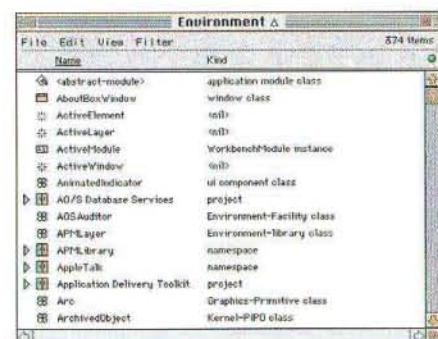 Environment
File Edit View Filter 374 items
Name Kind
<abstract-module> application module class
AboutBoxWindow window class
ActiveElement <nil>
ActiveLayer <nil>
ActiveModule WorkbenchModule instance
ActiveWindow <nil>
AnimatedIndicator ui component class
AO/S Database Services project
AOSAuditor Environment-Facility class
APMLayer Environment-library class
APMLibrary namespace
AppleTalk namespace
Application Delivery Toolkit project
Arc Graphics-Primitive class
ArchivedObject Kernel-PIPO class